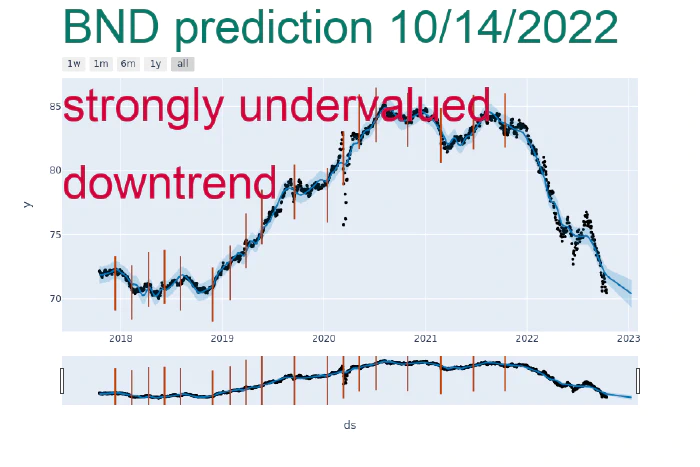 BND prediction 10/14/2022
1w 1m 6m 1y all
strongly undervalued
downtrend
85
80
75
70
y
2018 2019 2020 2021 2022 2023
ds